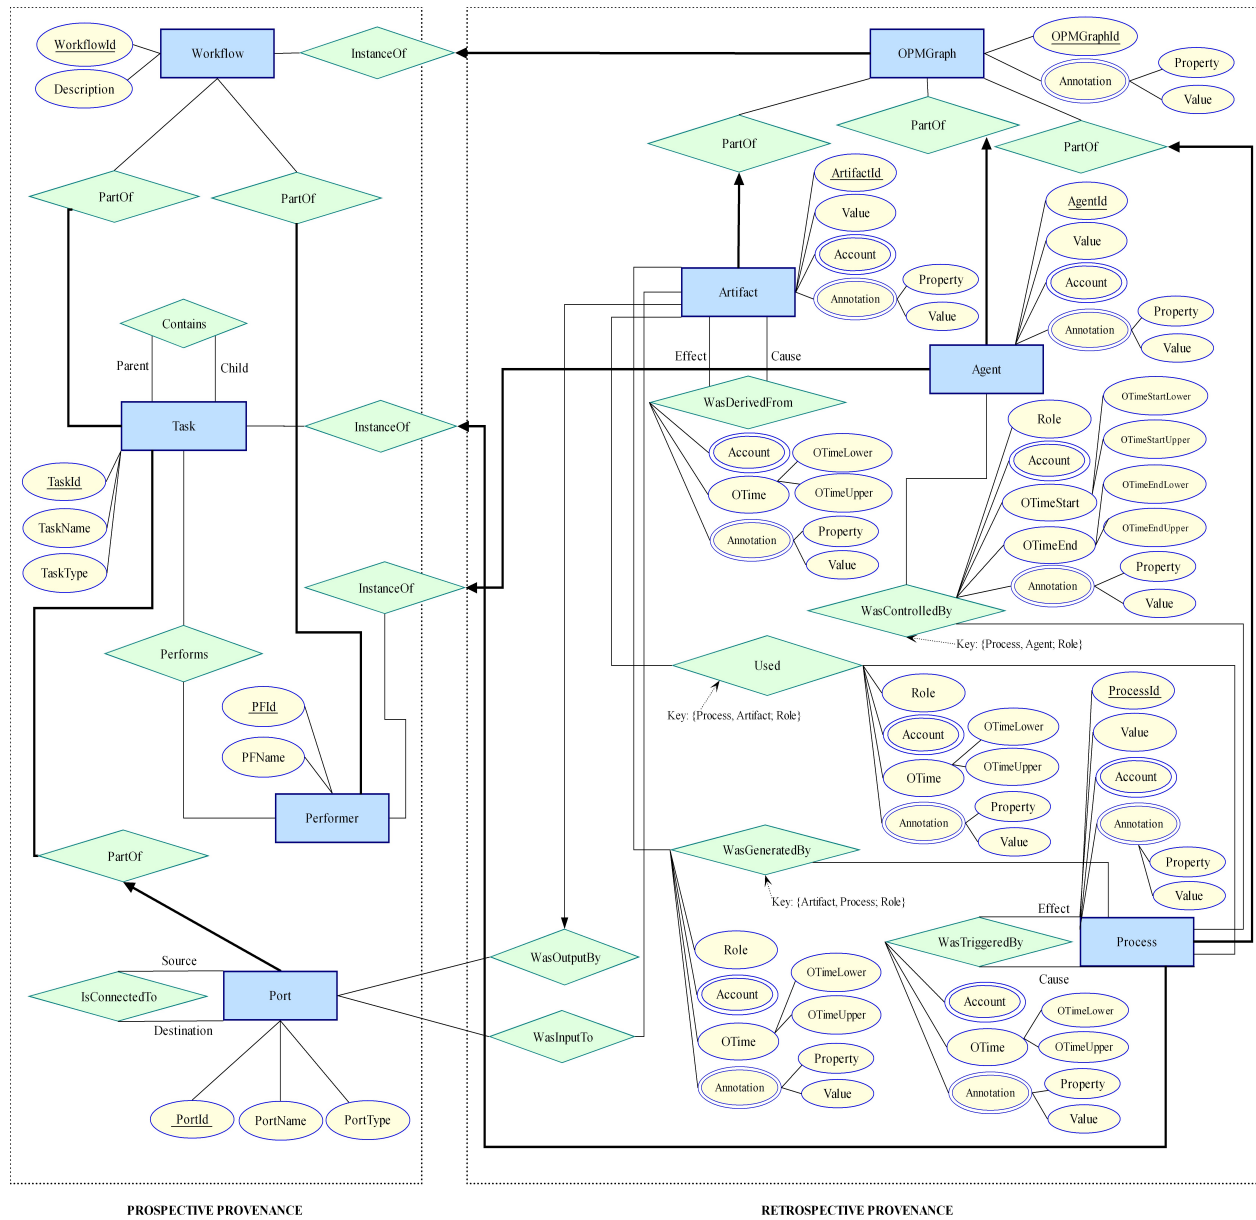 WorkflowId
Workflow
InstanceOf
Description
PartOf
PartOf
Contains
Parent
Child
Task
InstanceOf
TaskId
TaskName
TaskType
InstanceOf
Performs
PFId
PFName
Performer
PartOf
Source
IsConnectedTo
Port
Destination
PortId
PortName
PortType
PROSPECTIVE PROVENANCE
OPMGraph
OPMGraphId
Annotation
Property
Value
PartOf
PartOf
PartOf
ArtifactId
Value
Account
Annotation
Property
Value
Artifact
AgentId
Value
Account
Annotation
Property
Value
Agent
Effect
Cause
WasDerivedFrom
Account
OTime
OTimeLower
OTimeUpper
Annotation
Property
Value
Role
Account
OTimeStart
OTimeEnd
OTimeStartLower
OTimeStartUpper
OTimeEndLower
OTimeEndUpper
Annotation
Property
Value
WasControlledBy
Key: {Process, Agent; Role}
Used
Key: {Process, Artifact; Role}
Role
Account
OTime
OTimeLower
OTimeUpper
Annotation
Property
Value
ProcessId
Value
Account
Annotation
Property
Value
WasGeneratedBy
Key: {Artifact, Process; Role}
Effect
WasTriggeredBy
Process
Cause
WasOutputBy
WasInputTo
Role
Account
OTime
OTimeLower
OTimeUpper
Annotation
Property
Value
Account
OTime
OTimeLower
OTimeUpper
Annotation
Property
Value
RETROSPECTIVE PROVENANCE